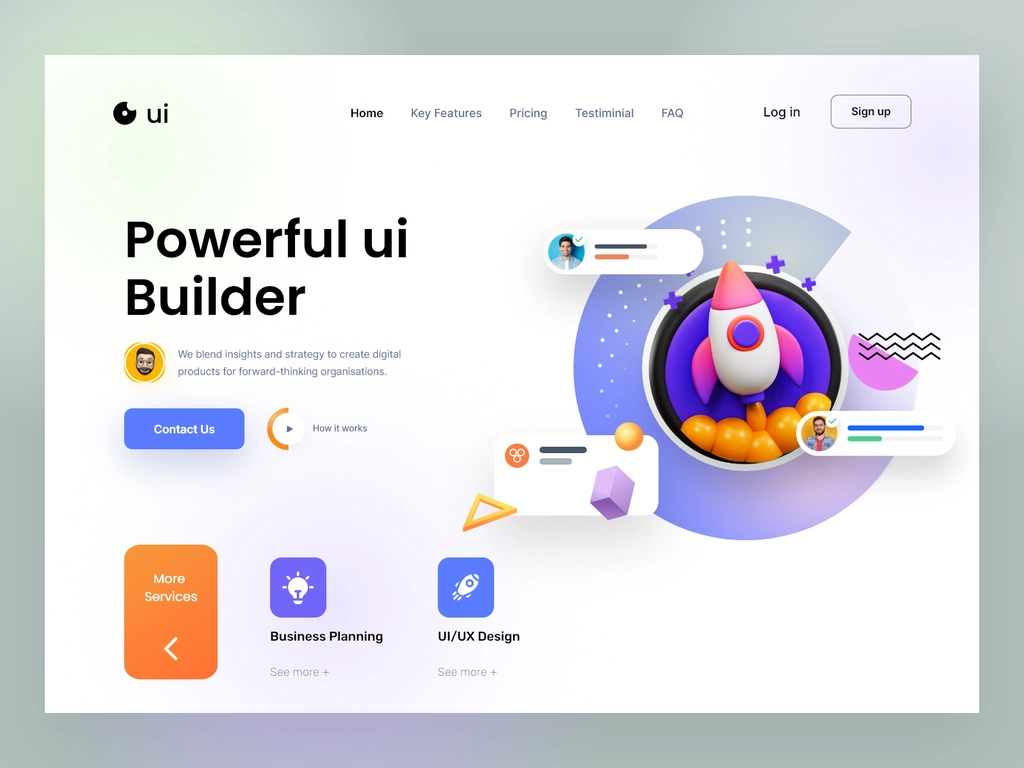 ui
Home
Key Features
Pricing
Testiminial
FAQ
Log in
Sign up
Powerful ui
Builder
We blend insights and strategy to create digital
products for forward-thinking organisations.
Contact Us
How it works
More
Services
Business Planning
See more +
UI/UX Design
See more +